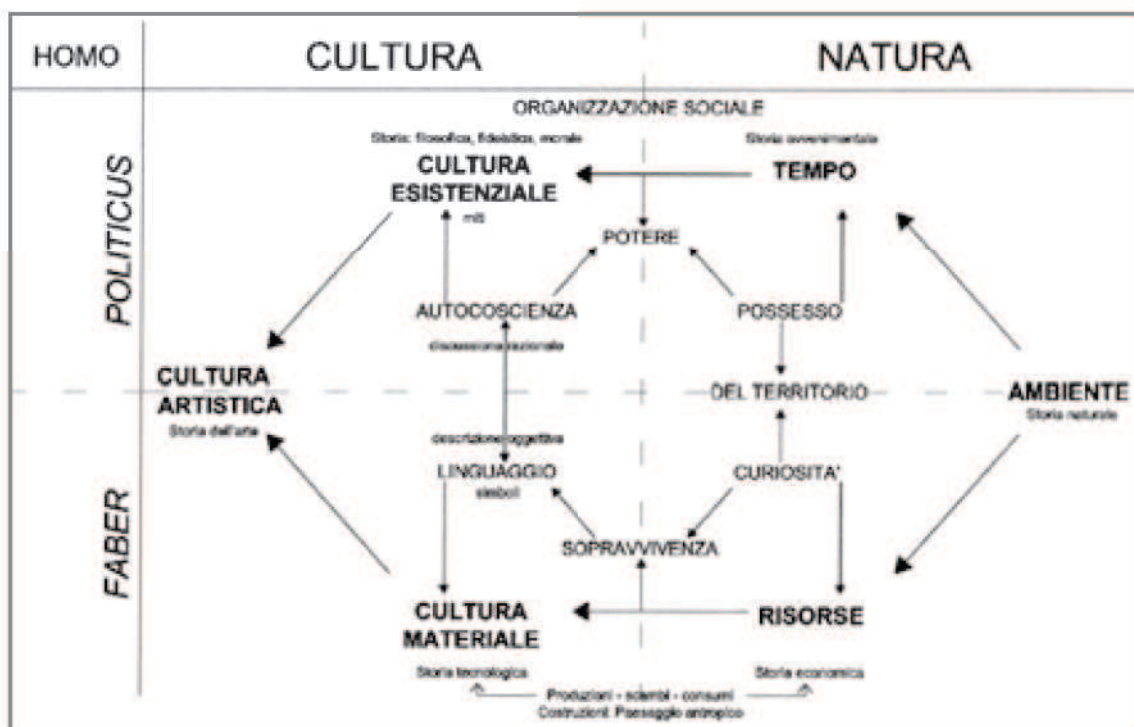 HOMO
CULTURA
NATURA
ORGANIZZAZIONE SOCIALE
Storia: filosofica, fideistica, morale
Storia avvenimentale
CULTURA
ESISTENZIALE
miti
TEMPO
POTERE
POLITICUS
AUTOCOSCIENZA
POSSESSO
discussione razionale
CULTURA
ARTISTICA
Storia dell'arte
DEL TERRITORIO
AMBIENTE
Storia naturale
descrizione oggettiva
LINGUAGGIO
simboli
CURIOSITA'
FABER
SOPRAVVIVENZA
CULTURA
MATERIALE
RISORSE
Storia tecnologica
Storia economica
Produzioni - scambi - consumi
Costruzioni: Paesaggio antropico